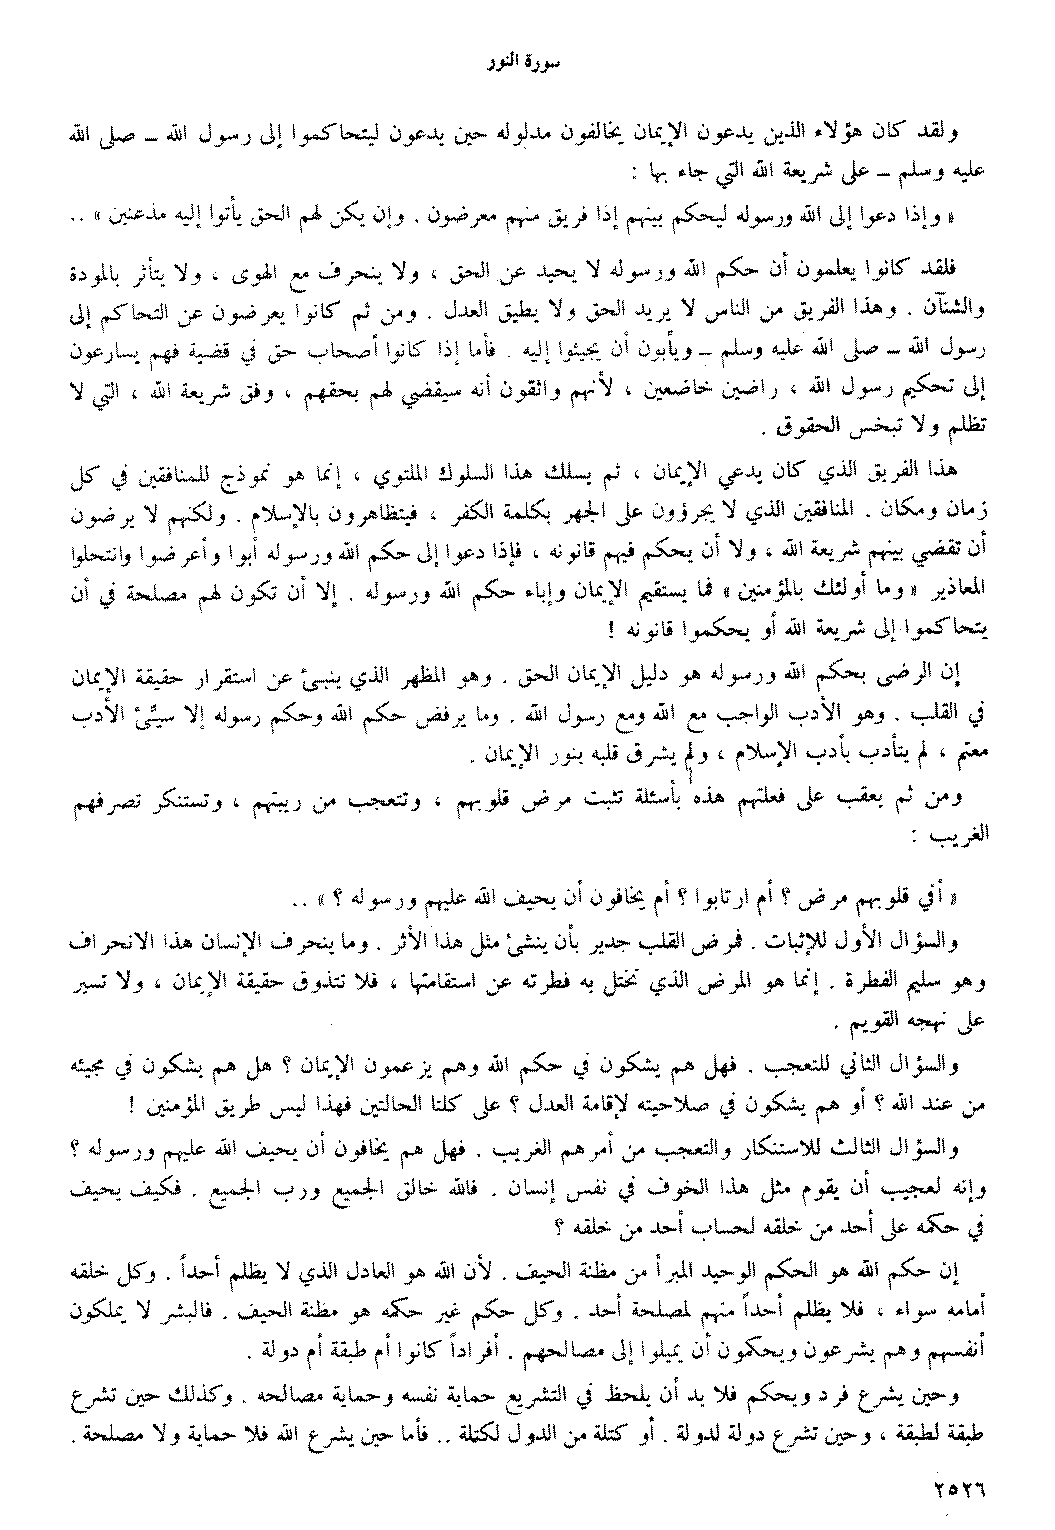 سورة النور
ولقد كان هؤلاء الذين يدعون الإيمان يخالفون مدلوله حين يدعون ليتحاكموا إلى رسول الله – صلى الله
عليه وسلم – على شريعة الله التي جاء بها :
« وإذا دعوا إلى الله ورسوله ليحكم بينهم إذا فريق منهم معرضون . وإن يكن لهم الحق يأتوا إليه مذعنين » ..
فلقد كانوا يعلمون أن حكم الله ورسوله لا يحيد عن الحق ، ولا ينحرف مع الهوى ، ولا يتأثر بالمودة
والشنآن . وهذا الفريق من الناس لا يريد الحق ولا يطيق العدل . ومن ثم كانوا يعرضون عن التحاكم إلى
رسول الله – صلى الله عليه وسلم – ويأبون أن يجيئوا إليه . فأما إذا كانوا أصحاب حق في قضية فهم يسارعون
إلى تحكيم رسول الله ، راضين خاضعين ، لأنهم واثقون أنه سيقضي لهم بحقهم ، وفق شريعة الله ، التي لا
تظلم ولا تبخس الحقوق .
هذا الفريق الذي كان يدعي الإيمان ، ثم يسلك هذا السلوك الملتوي ، إنما هو نموذج للمنافقين في كل
زمان ومكان . المنافقين الذي لا يجرؤون على الجهر بكلمة الكفر ، فيتظاهرون بالإسلام . ولكنهم لا يرضون
أن تقضي بينهم شريعة الله ، ولا أن يحكم فيهم قانونه ، فإذا دعوا إلى حكم الله ورسوله أبوا وأعرضوا وانتحلوا
المعاذير « وما أولئك بالمؤمنين » فما يستقيم الإيمان وإباء حكم الله ورسوله . إلا أن تكون لهم مصلحة في أن
يتحاكموا إلى شريعة الله أو يحكموا قانونه !
إن الرضى بحكم الله ورسوله هو دليل الإيمان الحق . وهو المظهر الذي ينبئ عن استقرار حقيقة الإيمان
في القلب . وهو الأدب الواجب مع الله ومع رسول الله . وما يرفض حكم الله وحكم رسوله إلا سيّئ الأدب
معتم ، لم يتأدب بأدب الإسلام ، ولم يشرق قلبه بنور الإيمان .
ومن ثم يعقب على فعلتهم هذه بأسئلة تثبت مرض قلوبهم ، وتتعجب من ريبتهم ، وتستنكر تصرفهم
الغريب :
« أفي قلوبهم مرض ؟ أم ارتابوا ؟ أم يخافون أن يحيف الله عليهم ورسوله ؟ » ..
والسؤال الأول للإثبات . فمرض القلب جدير بأن ينشئ مثل هذا الأثر . وما ينحرف الإنسان هذا الانحراف
وهو سليم الفطرة . إنما هو المرض الذي تختل به فطرته عن استقامتها ، فلا تتذوق حقيقة الإيمان ، ولا تسير
على نهجه القويم .
والسؤال الثاني للتعجب . فهل هم يشكون في حكم الله وهم يزعمون الإيمان ؟ هل هم يشكون في مجيئه
من عند الله ؟ أو هم يشكون في صلاحيته لإقامة العدل ؟ على كلتا الحالتين فهذا ليس طريق المؤمنين !
والسؤال الثالث للاستنكار والتعجب من أمرهم الغريب . فهل هم يخافون أن يحيف الله عليهم ورسوله ؟
وإنه لعجيب أن يقوم مثل هذا الخوف في نفس إنسان . فالله خالق الجميع ورب الجميع . فكيف يحيف
في حكمه على أحد من خلقه لحساب أحد من خلقه ؟
إن حكم الله هو الحكم الوحيد المبرأ من مظنة الحيف . لأن الله هو العادل الذي لا يظلم أحداً . وكل خلقه
أمامه سواء ، فلا يظلم أحداً منهم لمصلحة أحد . وكل حكم غير حكمه هو مظنة الحيف . فالبشر لا يملكون
أنفسهم وهم يشرعون ويحكمون أن يميلوا إلى مصالحهم . أفراداً كانوا أم طبقة أم دولة .
وحين يشرع فرد ويحكم فلا بد أن يلحظ في التشريع حماية نفسه وحماية مصالحه . وكذلك حين تشرع
طبقة لطبقة ، وحين تشرع دولة لدولة . أو كتلة من الدول لكتلة .. فأما حين يشرع الله فلا حماية ولا مصلحة .
٢٥٢٦